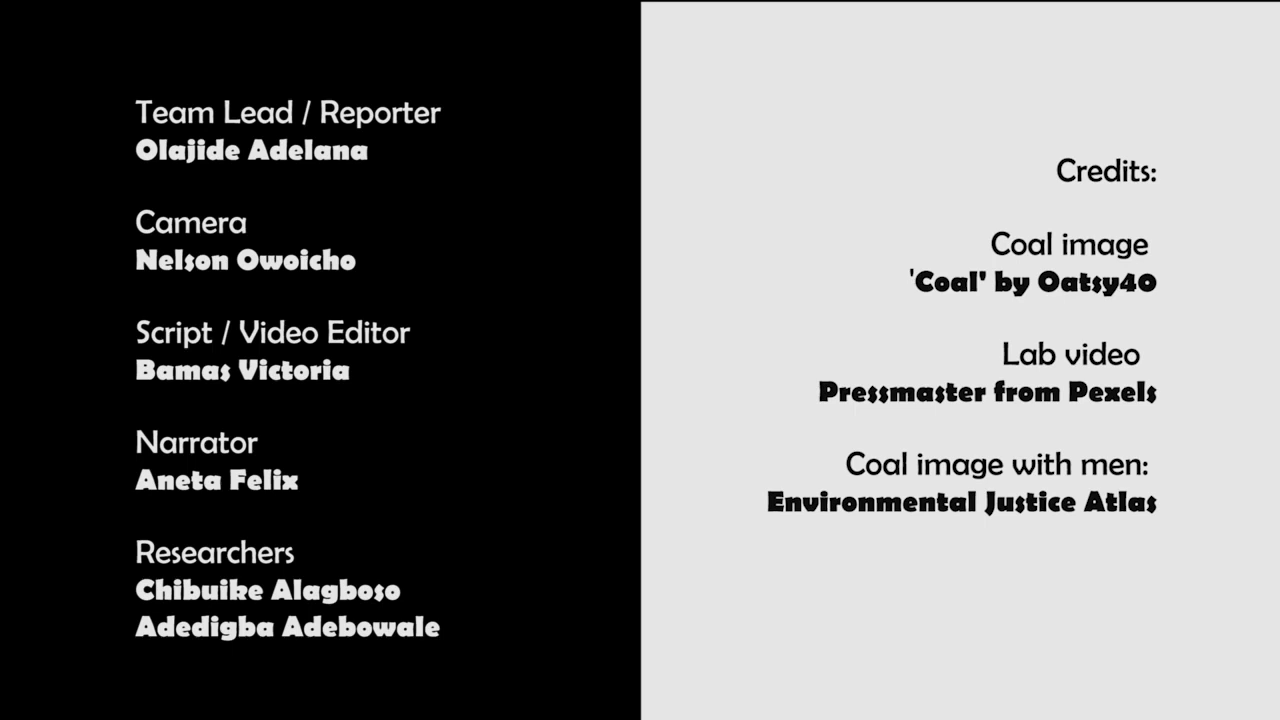 Team Lead / Reporter
Olajide Adelana
Camera
Nelson Owoicho
Script / Video Editor
Bamas Victoria
Narrator
Aneta Felix
Researchers
Chibuike Alagboso
Adedigba Adebowale
Credits:
Coal image
'Coal' by Oatsy40
Lab video
Pressmaster from Pexels
Coal image with men:
Environmental Justice Atlas